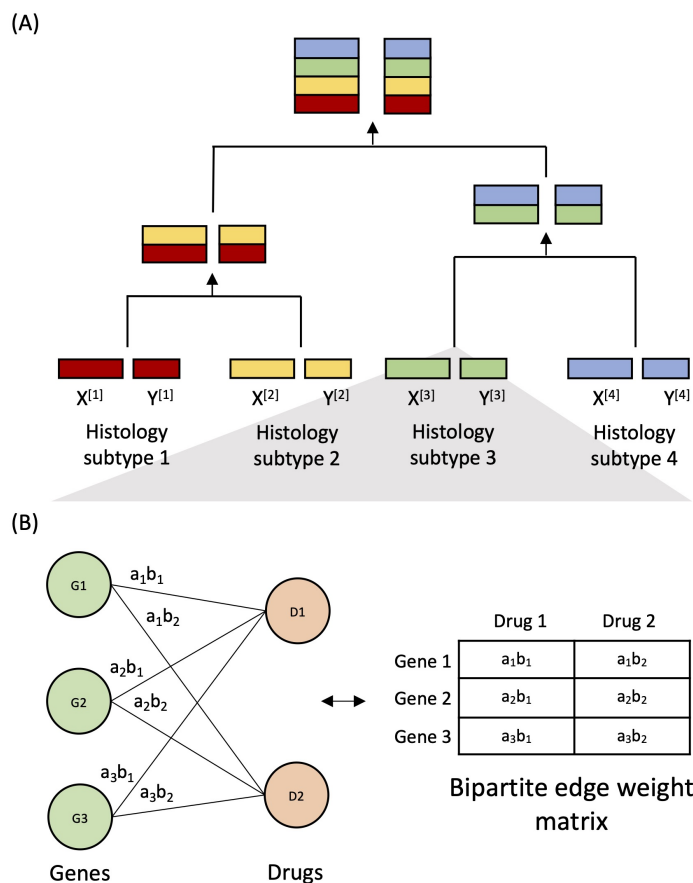 (A)
X[1] Y[1] X[2] Y[2] X[3] Y[3] X[4] Y[4]
Histology Histology Histology Histology
subtype 1 subtype 2 subtype 3 subtype 4
(B)
G1
a₁b₁
a₁b₂
D1
G2
a₂b₁
a₂b₂
a₃b₁
a₃b₂
D2
G3
Genes Drugs
Drug 1 Drug 2
Gene 1 a₁b₁ a₁b₂
Gene 2 a₂b₁ a₂b₂
Gene 3 a₃b₁ a₃b₂
Bipartite edge weight
matrix